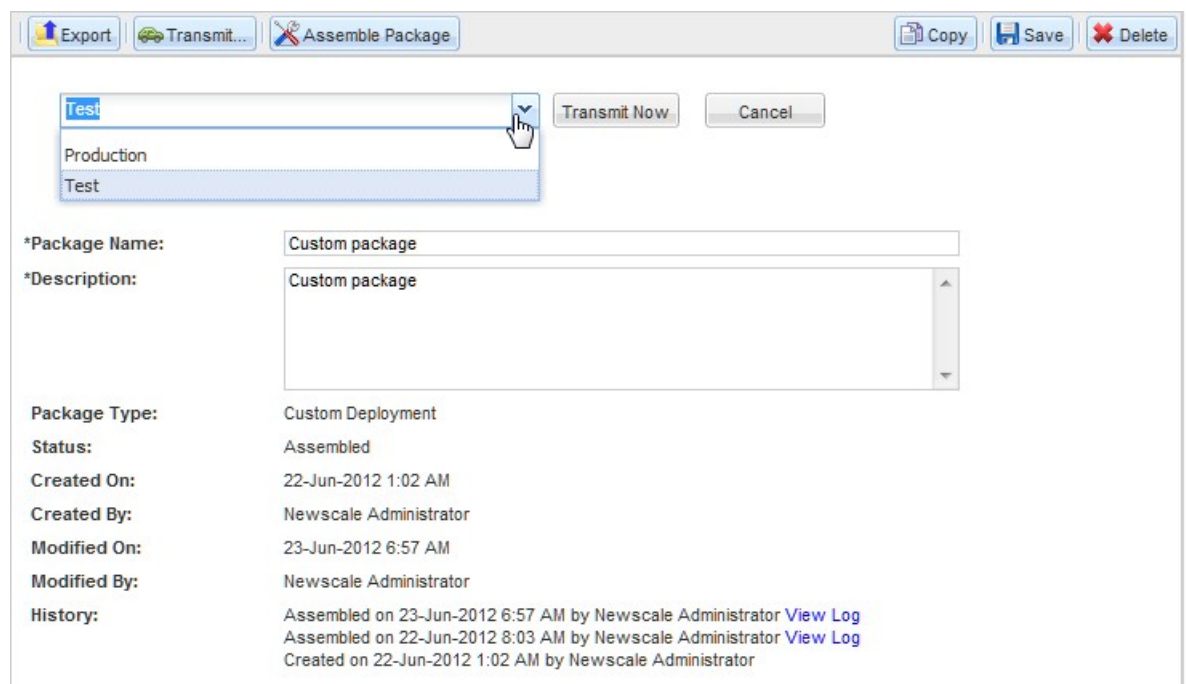 Export Transmit... Assemble Package Copy Save Delete
Test Transmit Now Cancel
Production
Test
*Package Name: Custom package
*Description: Custom package
Package Type: Custom Deployment
Status: Assembled
Created On: 22-Jun-2012 1:02 AM
Created By: Newscale Administrator
Modified On: 23-Jun-2012 6:57 AM
Modified By: Newscale Administrator
History: Assembled on 23-Jun-2012 6:57 AM by Newscale Administrator View Log
Assembled on 22-Jun-2012 8:03 AM by Newscale Administrator View Log
Created on 22-Jun-2012 1:02 AM by Newscale Administrator